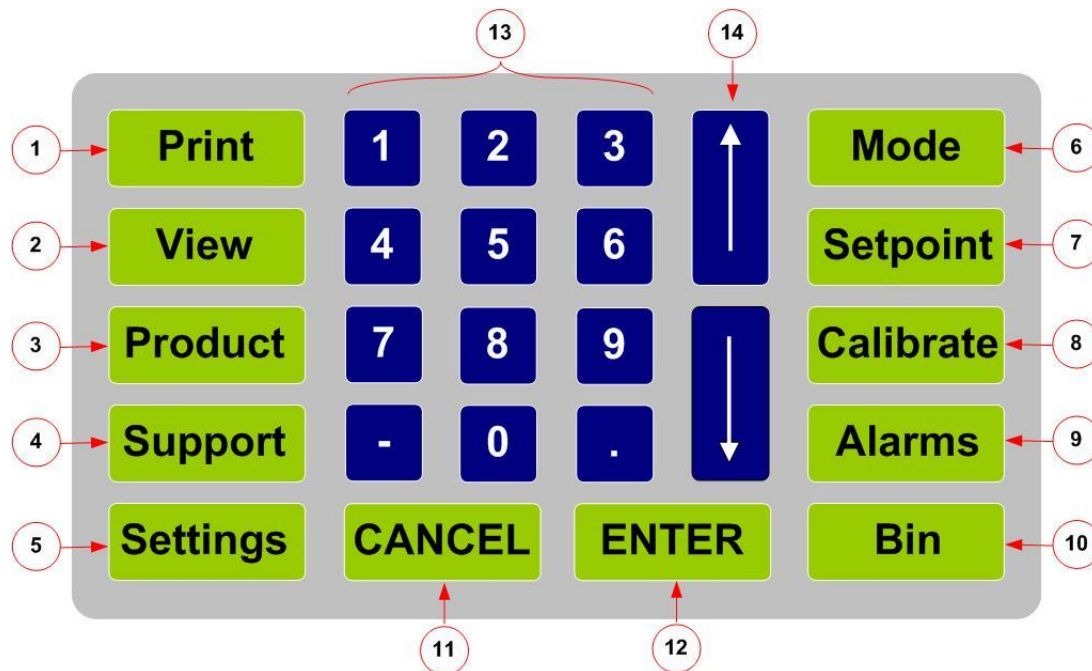 13 14
1 Print 1 2 3 Mode 6
2 View 4 5 6 Setpoint 7
3 Product 7 8 9 Calibrate 8
4 Support - 0 . Alarms 9
5 Settings CANCEL ENTER Bin 10
11 12